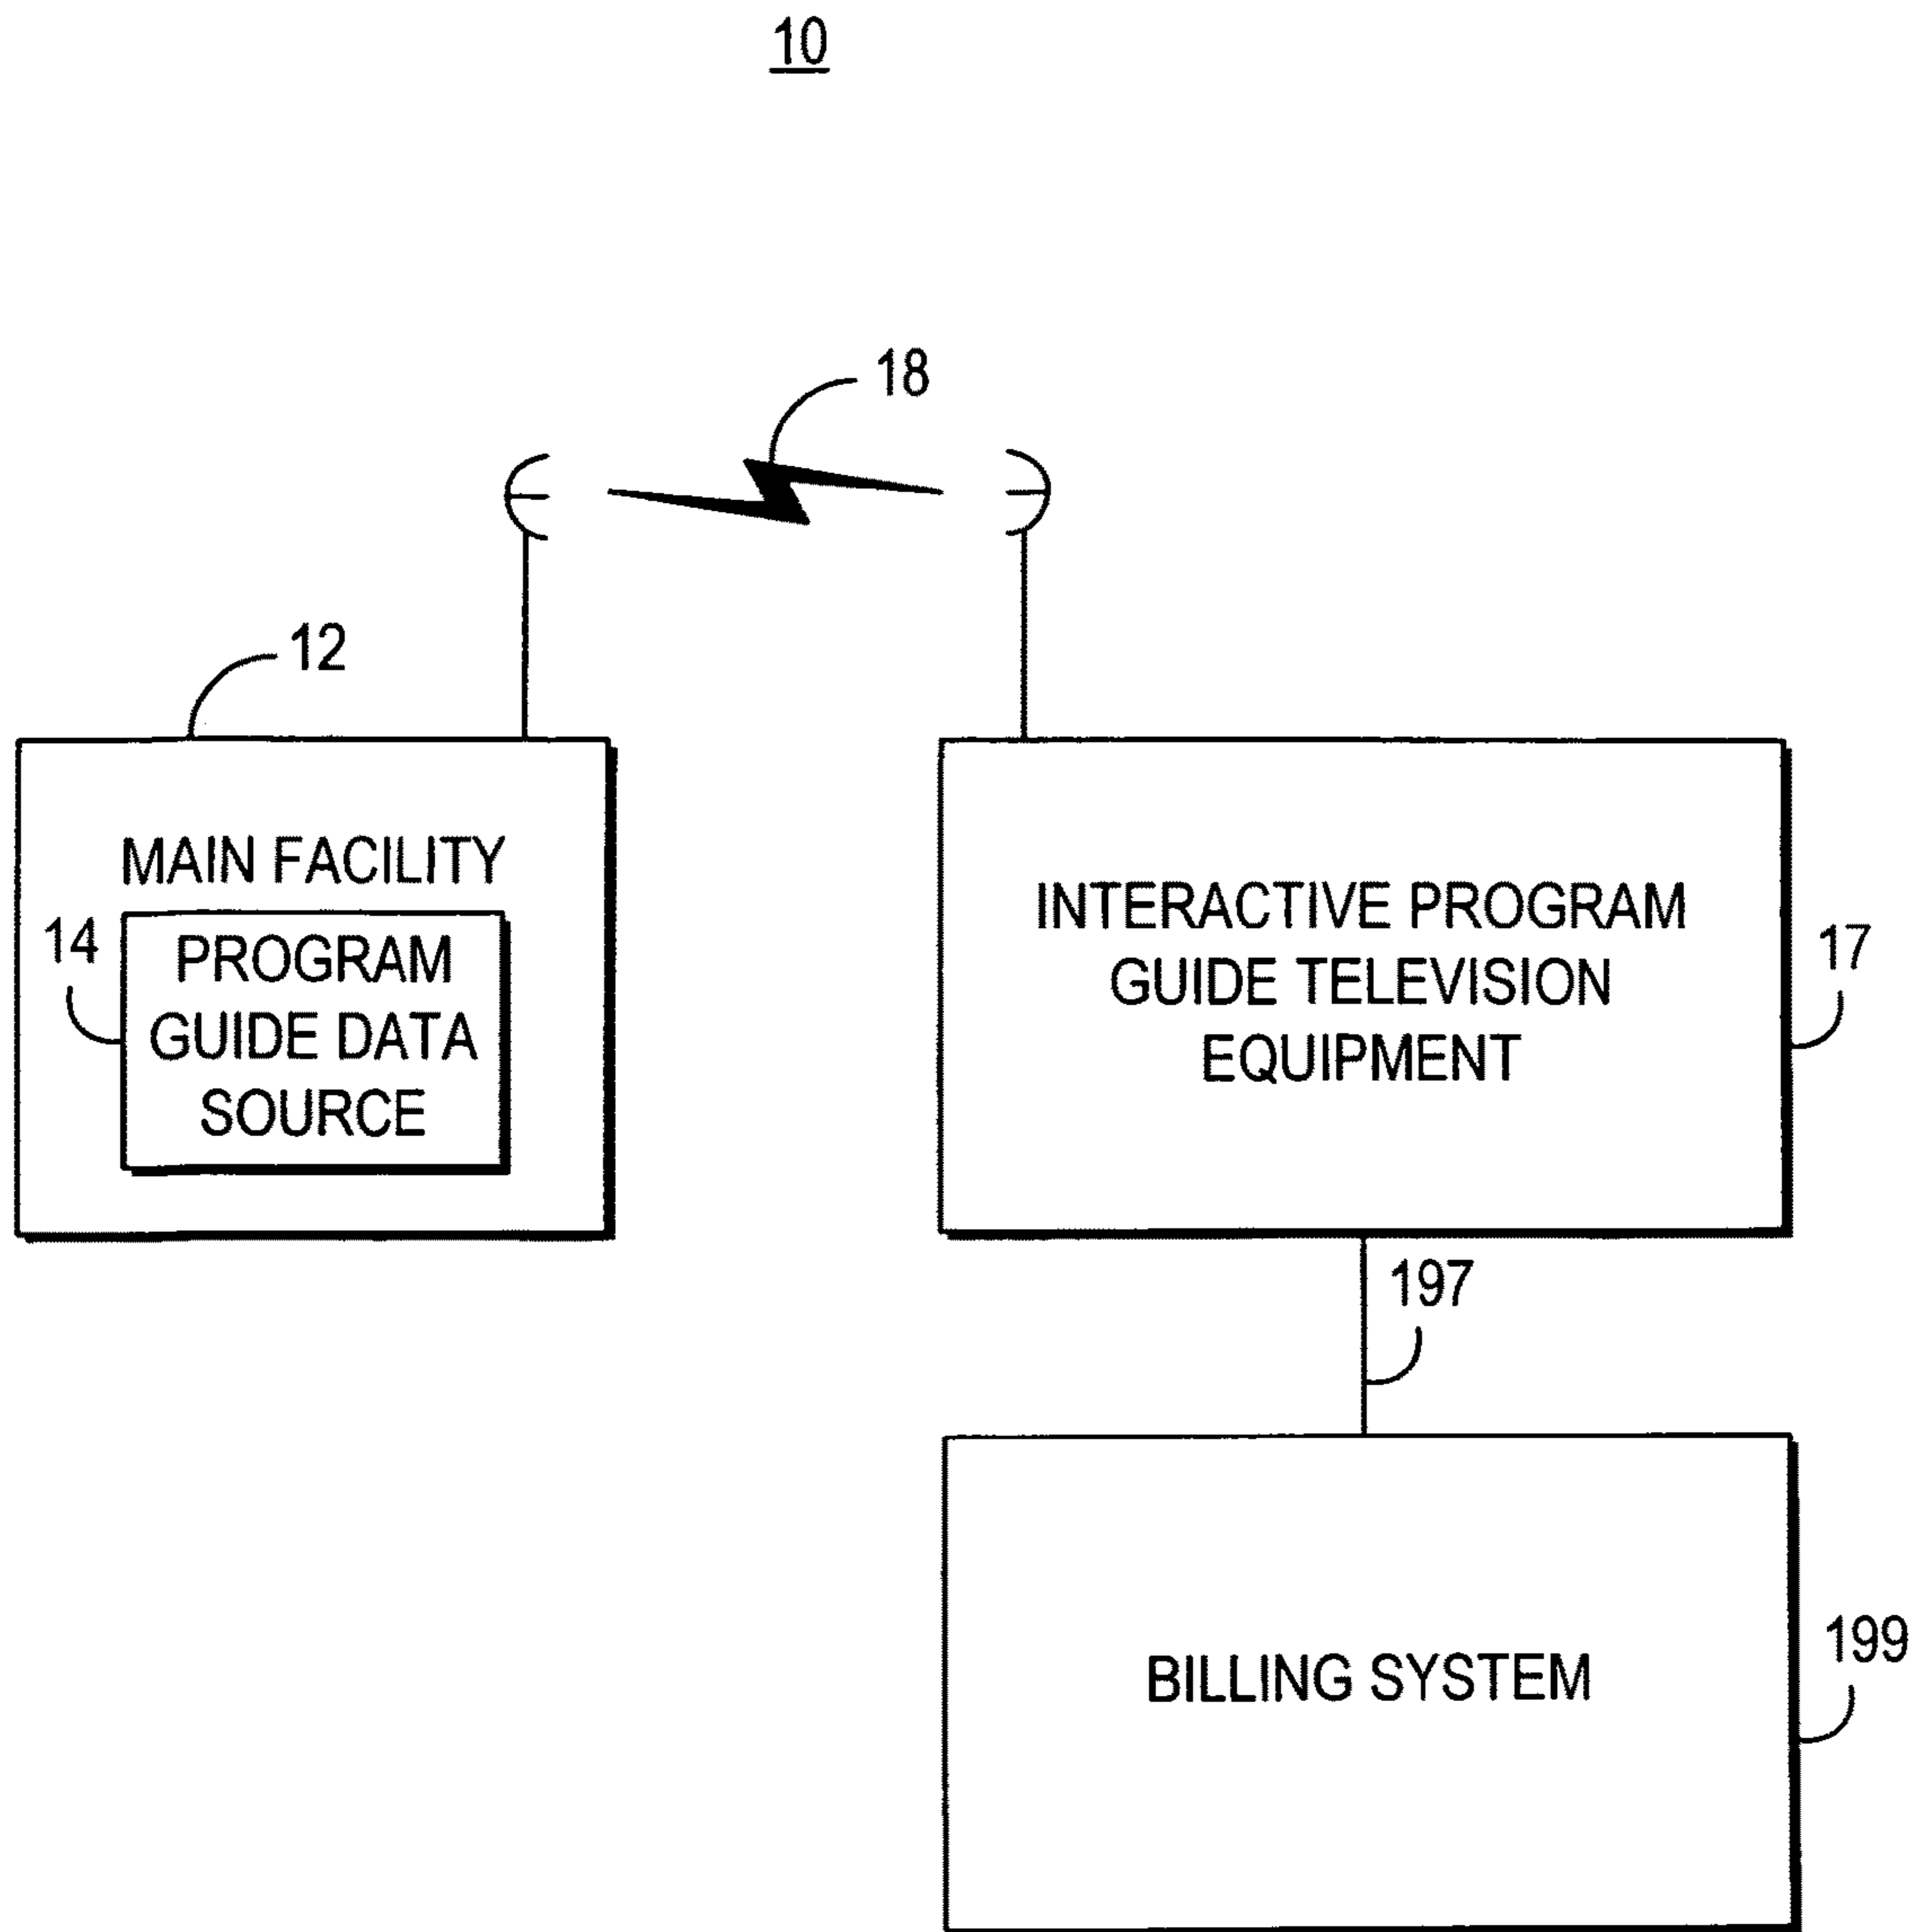 10
18
12
MAIN FACILITY
14
PROGRAM
GUIDE DATA
SOURCE
INTERACTIVE PROGRAM
GUIDE TELEVISION
EQUIPMENT
17
197
BILLING SYSTEM
199